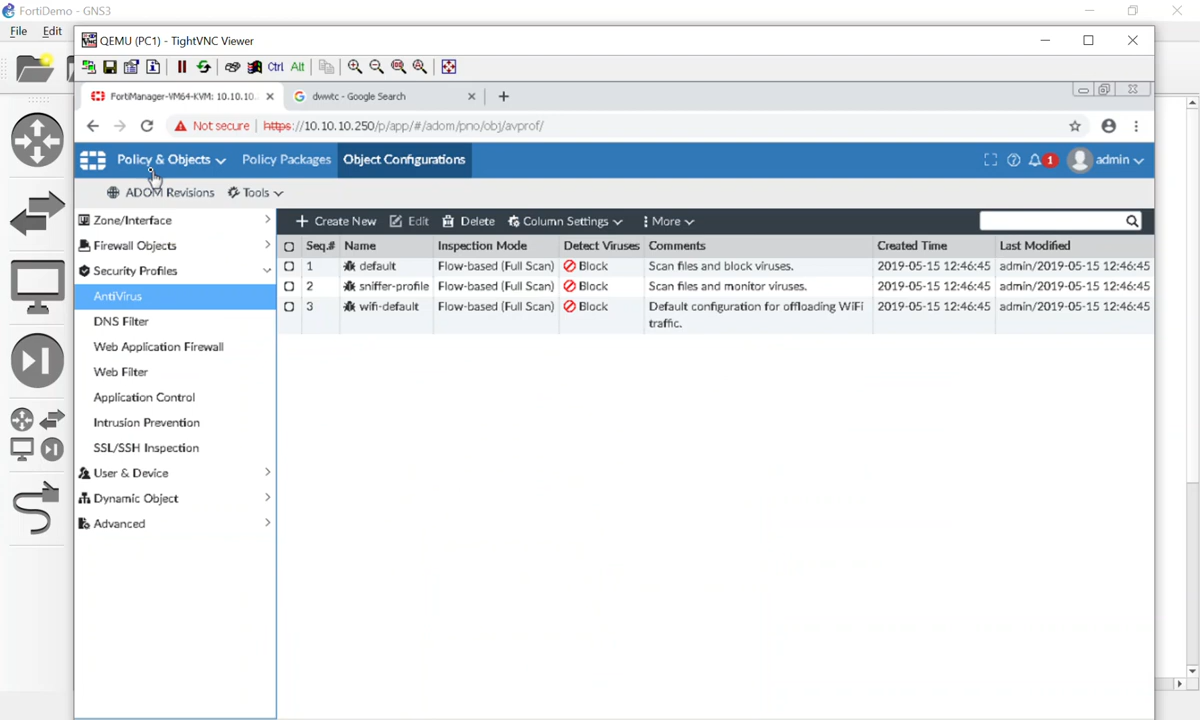 FortiDemo - GNS3
File Edit
QEMU (PC1) - TightVNC Viewer
Ctrl Alt
FortiManager-VM64-KVM: 10.10.10.
dwwtc - Google Search
Not secure https://10.10.10.250/p/app/#/adom/pno/obj/avprof/
Policy & Objects Policy Packages Object Configurations 1 admin
ADOM Revisions Tools
Zone/Interface
Firewall Objects
Security Profiles
AntiVirus
DNS Filter
Web Application Firewall
Web Filter
Application Control
Intrusion Prevention
SSL/SSH Inspection
User & Device
Dynamic Object
Advanced
Create New Edit Delete Column Settings More
Seq.# Name Inspection Mode Detect Viruses Comments Created Time Last Modified
1 default Flow-based (Full Scan) Block Scan files and block viruses. 2019-05-15 12:46:45 admin/2019-05-15 12:46:45
2 sniffer-profile Flow-based (Full Scan) Block Scan files and monitor viruses. 2019-05-15 12:46:45 admin/2019-05-15 12:46:45
3 wifi-default Flow-based (Full Scan) Block Default configuration for offloading WiFi 2019-05-15 12:46:45 admin/2019-05-15 12:46:45
traffic.